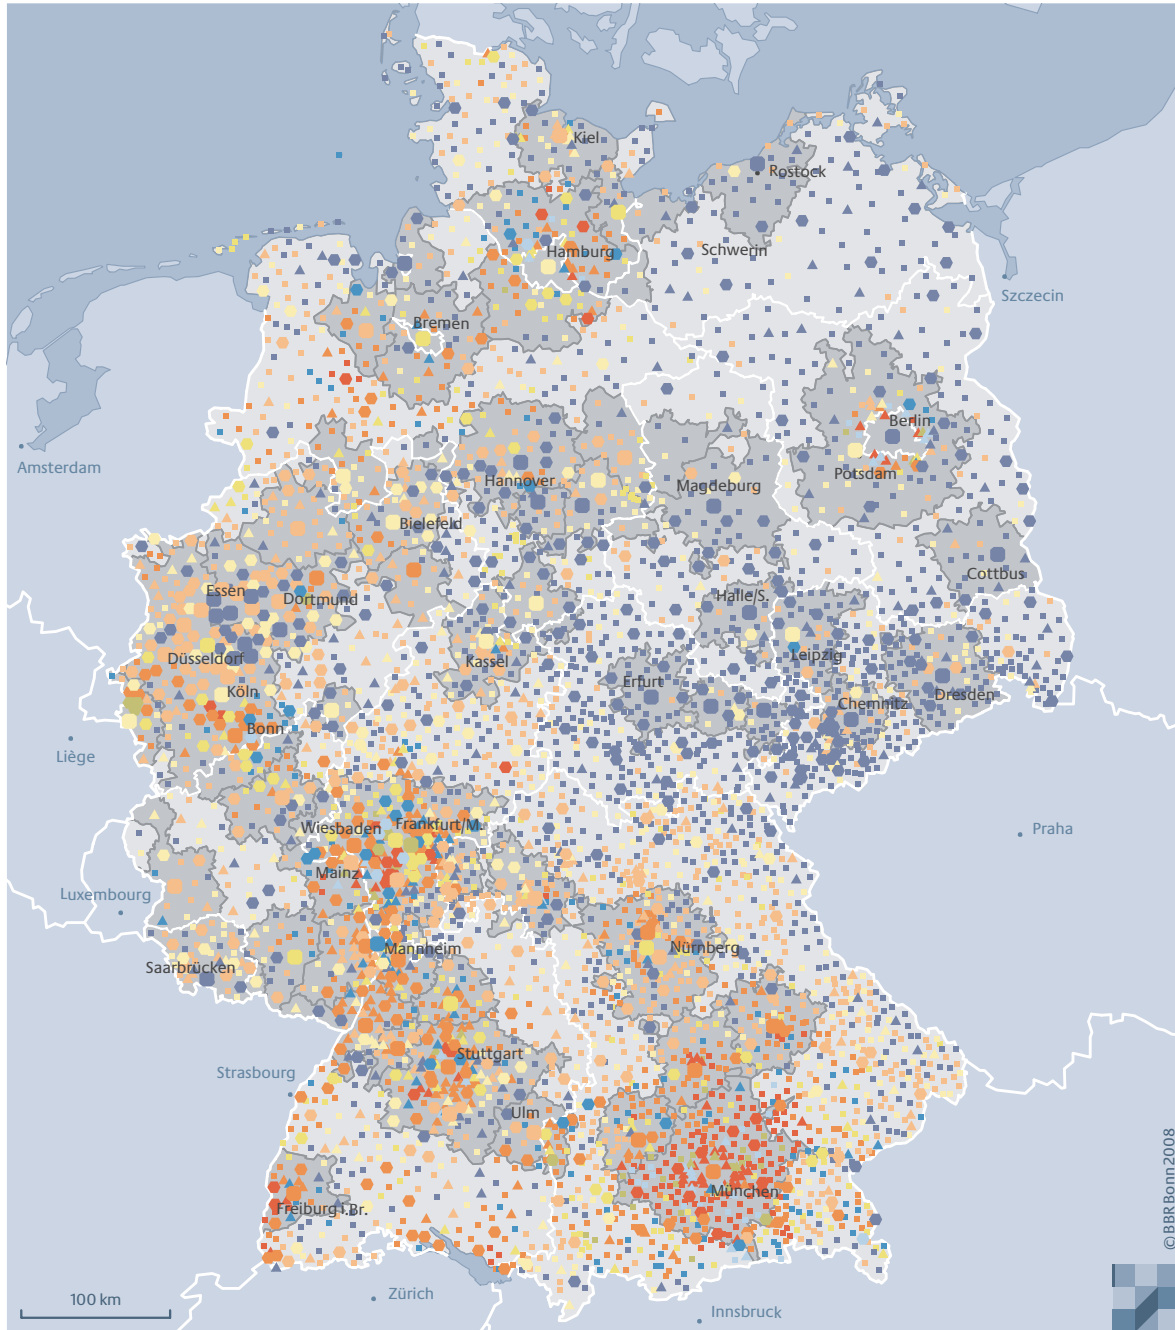 Kiel
Rostock
Hamburg
Schwerin
Szczecin
Bremen
Berlin
Amsterdam
Hannover
Magdeburg
Potsdam
Bielefeld
Essen
Dortmund
Halle/S.
Cottbus
Düsseldorf
Kassel
Leipzig
Köln
Erfurt
Dresden
Bonn
Chemnitz
Liège
Wiesbaden
Frankfurt/M.
Praha
Mainz
Luxembourg
Mannheim
Nürnberg
Saarbrücken
Stuttgart
Strasbourg
Ulm
München
Freiburg i.Br.
© BBR Bonn 2008
100 km
Zürich
Innsbruck